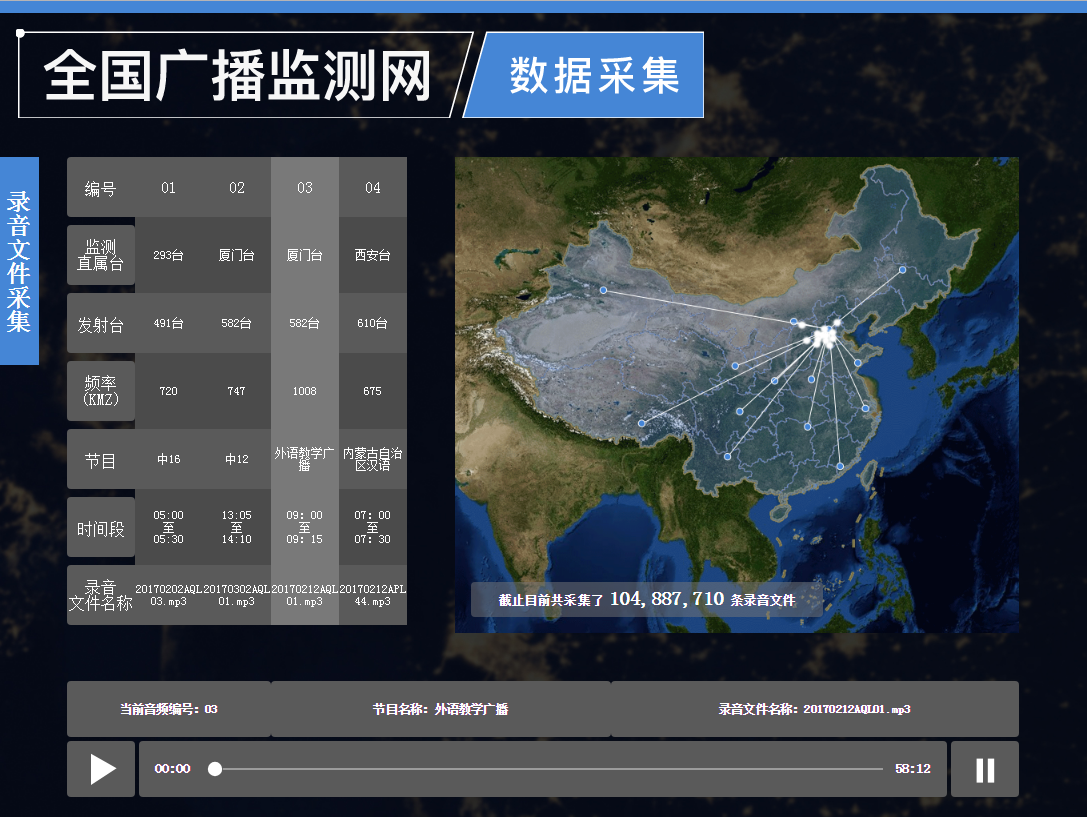 全国广播监测网
数据采集
录音文件采集
编号 01 02 03 04
监测
直属台
293台 厦门台 厦门台 西安台
发射台 491台 582台 582台 610台
频率
(KMZ)
720 747 1008 675
节目 中16 中12 外语教学广
播
内蒙古自治
区汉语
时间段
05:00
至
05:30
13:05
至
14:10
09: 00
至
09: 15
07: 00
至
07: 30
录音
文件名称
20170202AQL
03.mp3
20170302AQL
01.mp3
20170212AQL
01.mp3
20170212APL
44.mp3
截止目前共采集了 104,887,710 条录音文件
当前音频编号: 03
节目名称: 外语教学广播
录音文件名称: 20170212AQL01.mp3
00:00
58:12